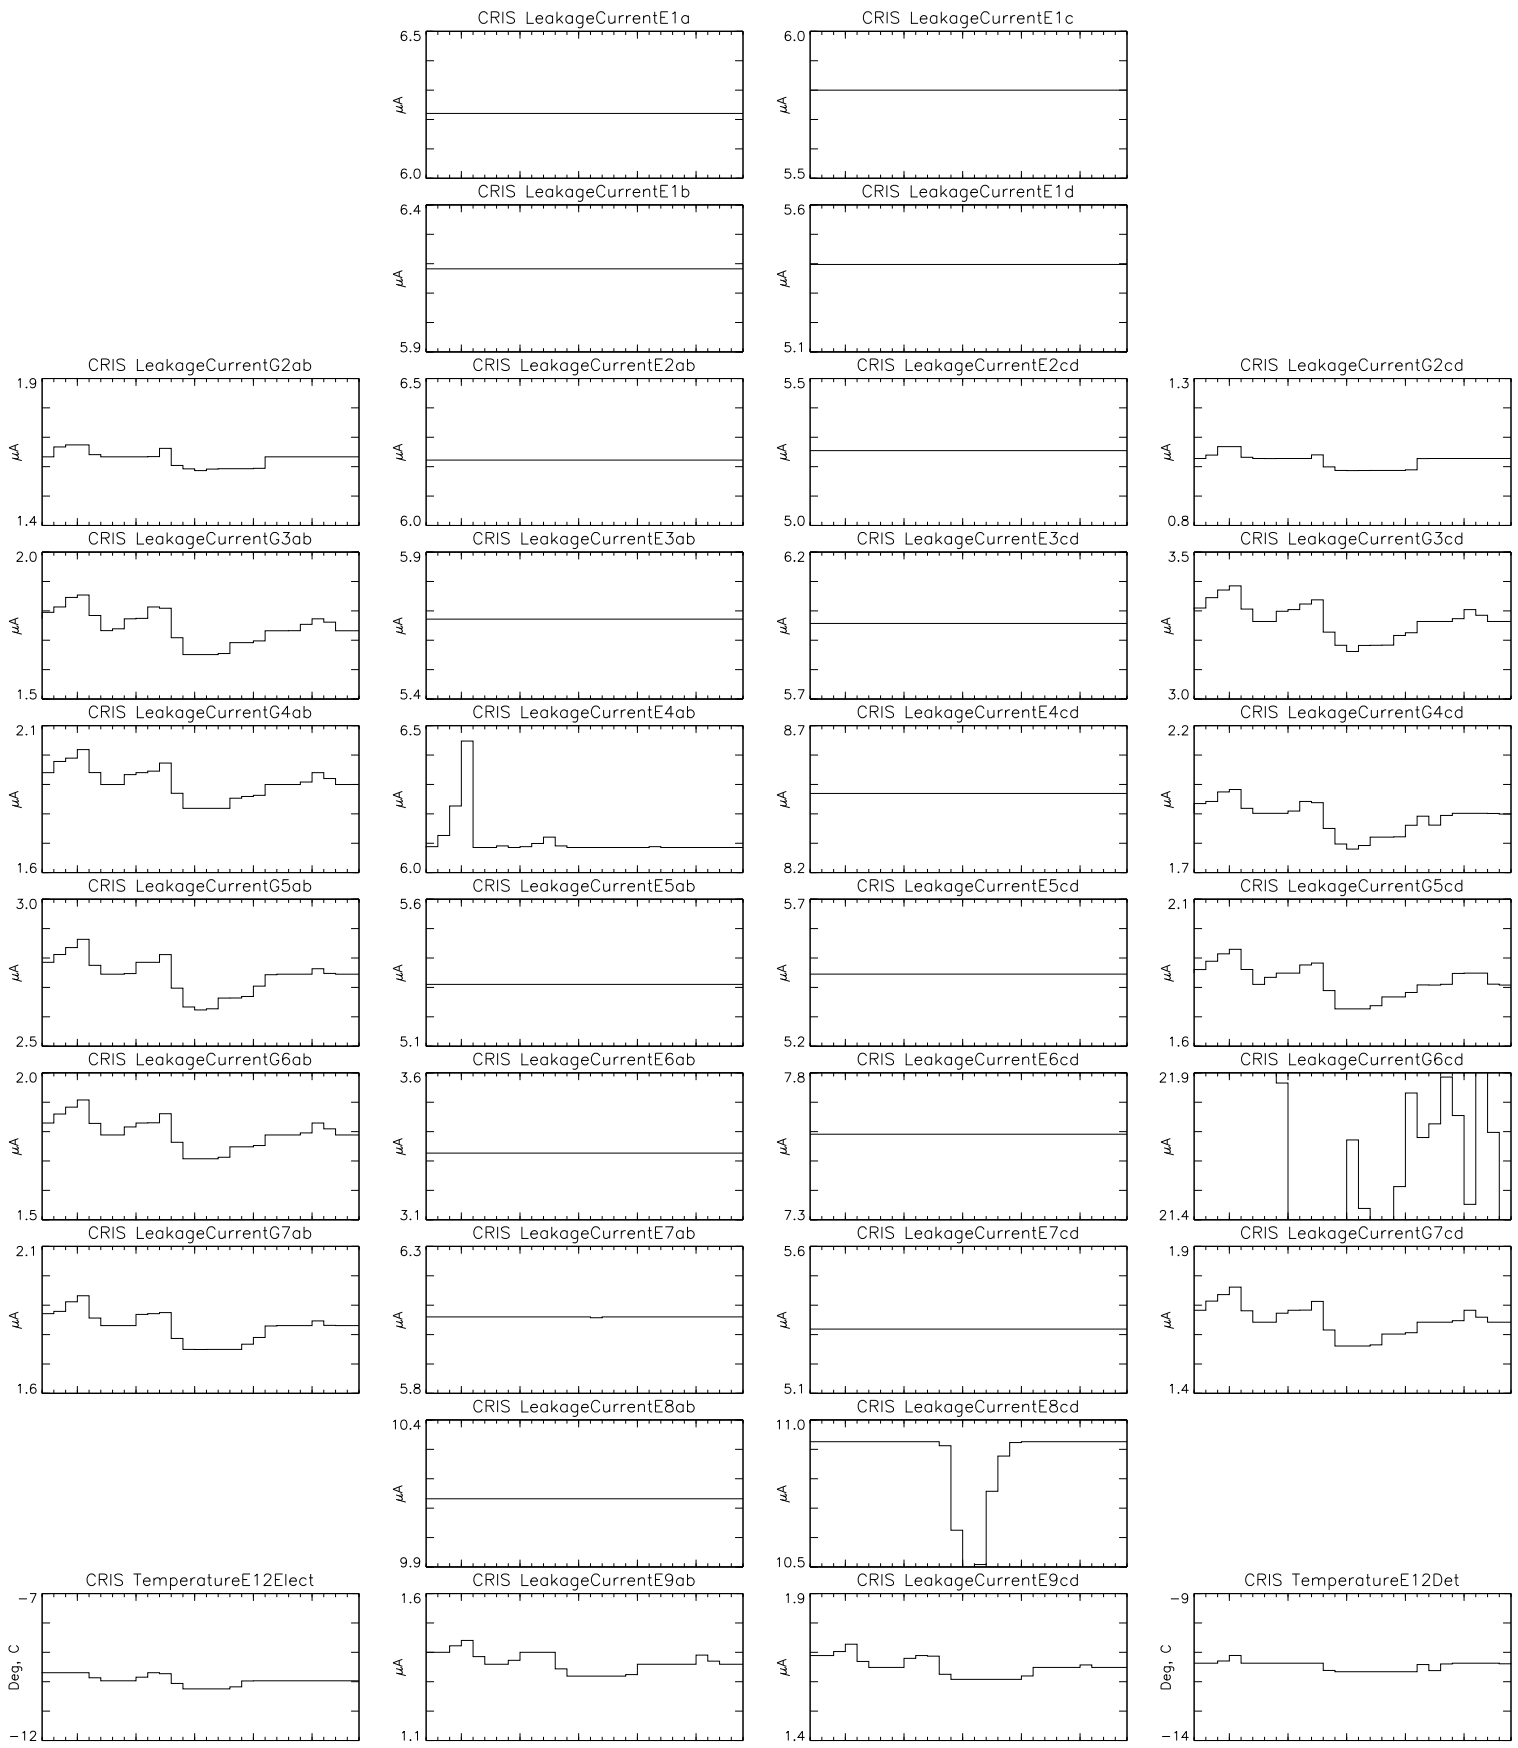 CRIS LeakageCurrentE1a
CRIS LeakageCurrentE1c
6.5
μA
6.0
6.0
μA
5.5
CRIS LeakageCurrentE1b
CRIS LeakageCurrentE1d
6.4
μA
5.9
5.6
μA
5.1
CRIS LeakageCurrentG2ab
CRIS LeakageCurrentE2ab
CRIS LeakageCurrentE2cd
CRIS LeakageCurrentG2cd
1.9
μA
1.4
6.5
μA
6.0
5.5
μA
5.0
1.3
μA
0.8
CRIS LeakageCurrentG3ab
CRIS LeakageCurrentE3ab
CRIS LeakageCurrentE3cd
CRIS LeakageCurrentG3cd
2.0
μA
1.5
5.9
μA
5.4
6.2
μA
5.7
3.5
μA
3.0
CRIS LeakageCurrentG4ab
CRIS LeakageCurrentE4ab
CRIS LeakageCurrentE4cd
CRIS LeakageCurrentG4cd
2.1
μA
1.6
6.5
μA
6.0
8.7
μA
8.2
2.2
μA
1.7
CRIS LeakageCurrentG5ab
CRIS LeakageCurrentE5ab
CRIS LeakageCurrentE5cd
CRIS LeakageCurrentG5cd
3.0
μA
2.5
5.6
μA
5.1
5.7
μA
5.2
2.1
μA
1.6
CRIS LeakageCurrentG6ab
CRIS LeakageCurrentE6ab
CRIS LeakageCurrentE6cd
CRIS LeakageCurrentG6cd
2.0
μA
1.5
3.6
μA
3.1
7.8
μA
7.3
21.9
μA
21.4
CRIS LeakageCurrentG7ab
CRIS LeakageCurrentE7ab
CRIS LeakageCurrentE7cd
CRIS LeakageCurrentG7cd
2.1
μA
1.6
6.3
μA
5.8
5.6
μA
5.1
1.9
μA
1.4
CRIS LeakageCurrentE8ab
CRIS LeakageCurrentE8cd
10.4
μA
9.9
11.0
μA
10.5
CRIS TemperatureE12Elect
CRIS LeakageCurrentE9ab
CRIS LeakageCurrentE9cd
CRIS TemperatureE12Det
-7
Deg, C
-12
1.6
μA
1.1
1.9
μA
1.4
-9
Deg, C
-14